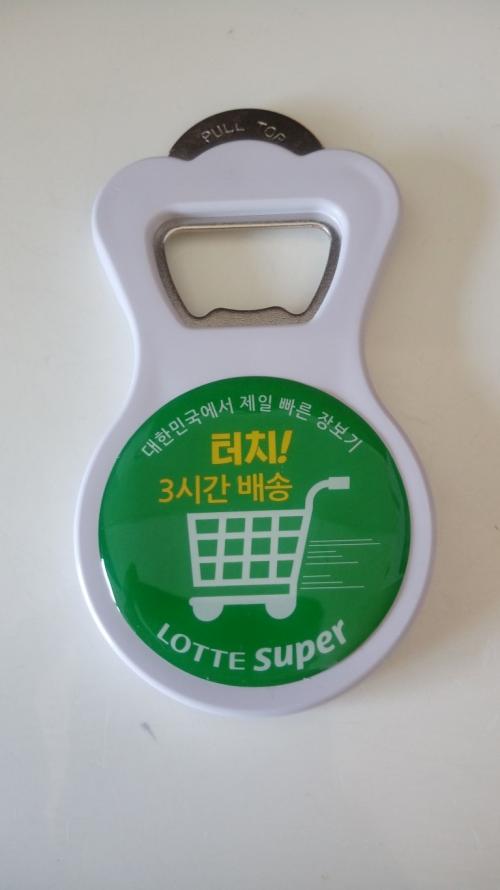 PULL TOP
대한민국에서 제일 빠른 장보기
터치!
3시간 배송
LOTTE super